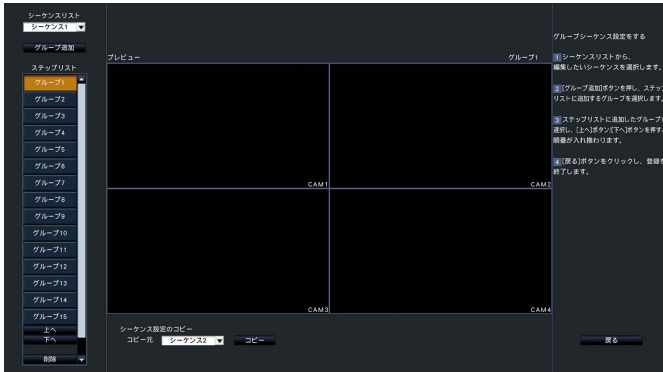 シーケンスリスト
シーケンス1
グループ追加
ステップリスト
グループ1
グループ2
グループ3
グループ4
グループ5
グループ6
グループ7
グループ8
グループ9
グループ10
グループ11
グループ12
グループ13
グループ14
グループ15
上へ
下へ
削除
プレビュー
グループ1
CAM1
CAM2
CAM3
CAM4
シーケンス設定のコピー
コピー元
シーケンス2
コピー
グループシーケンス設定をする
1 シーケンスリストから、
編集したいシーケンスを選択します。
2 [グループ追加]ボタンを押し、ステップ
リストに追加するグループを選択します。
3 ステップリストに追加したグループ
選択し、[上へ]ボタン/[下へ]ボタンを押す
順番が入れ換わります。
4 [戻る]ボタンをクリックし、登録を
終了します。
戻る